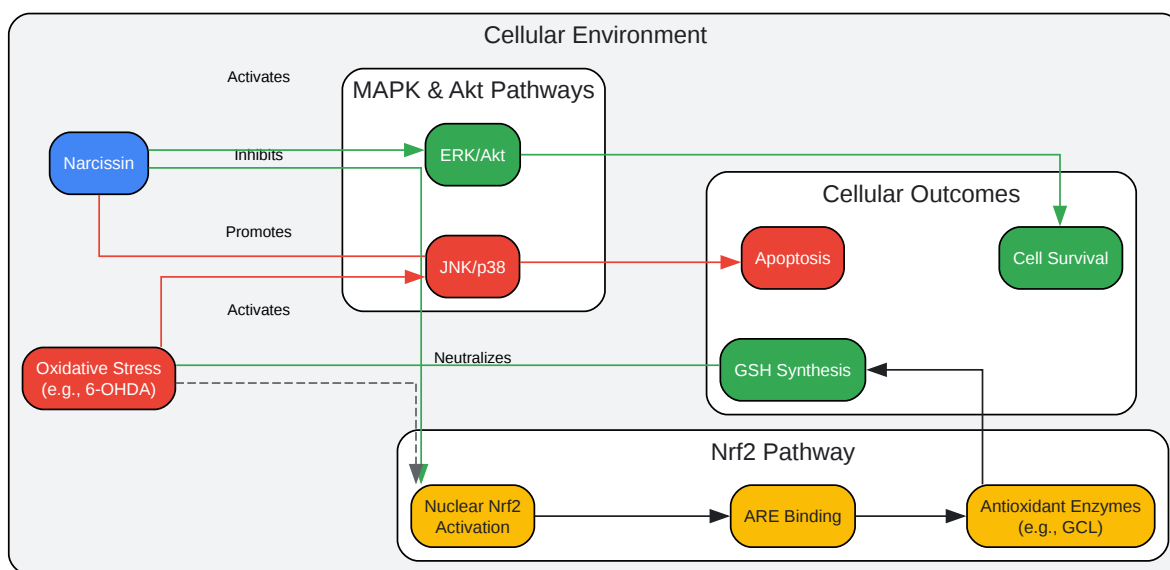 Cellular Environment
Activates
MAPK & Akt Pathways
Narcissin
Inhibits
ERK/Akt
Cellular Outcomes
Promotes
JNK/p38
Apoptosis
Cell Survival
Activates
Oxidative Stress
(e.g., 6-OHDA)
Neutralizes
GSH Synthesis
Nrf2 Pathway
Nuclear Nrf2
Activation
ARE Binding
Antioxidant Enzymes
(e.g., GCL)